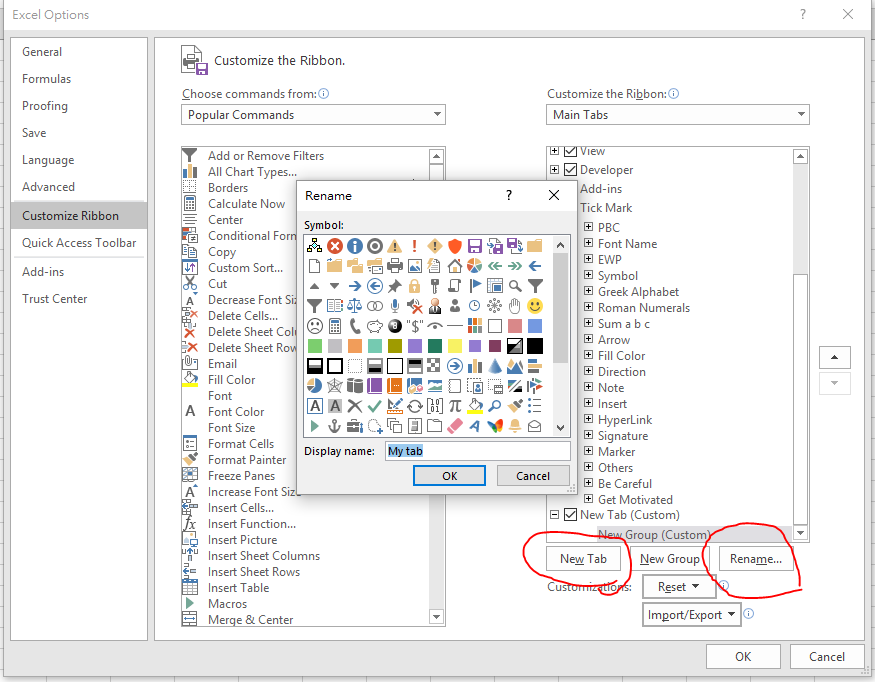 Excel Options
General
Formulas
Proofing
Save
Language
Advanced
Customize Ribbon
Quick Access Toolbar
Add-ins
Trust Center
Customize the Ribbon.
Choose commands from:
Popular Commands
Add or Remove Filters
All Chart Types...
Borders
Calculate Now
Center
Conditional Form
Copy
Custom Sort...
Cut
Decrease Font Siz
Delete Cells...
Delete Sheet Colu
Delete Sheet Row
Email
Fill Color
Font
Font Color
Font Size
Format Cells
Format Painter
Freeze Panes
Increase Font Size
Insert Cells...
Insert Function...
Insert Picture
Insert Sheet Columns
Insert Sheet Rows
Insert Table
Macros
Merge & Center
Rename
Symbol:
Display name:
My tab
OK
Cancel
Customize the Ribbon:
Main Tabs
View
Developer
Add-ins
Tick Mark
PBC
Font Name
EWP
Symbol
Greek Alphabet
Roman Numerals
Sum a b c
Arrow
Fill Color
Direction
Note
Insert
HyperLink
Signature
Marker
Others
Be Careful
Get Motivated
New Tab (Custom)
New Group (Custom)
New Tab
New Group
Rename...
Customizations:
Reset
Import/Export
OK
Cancel